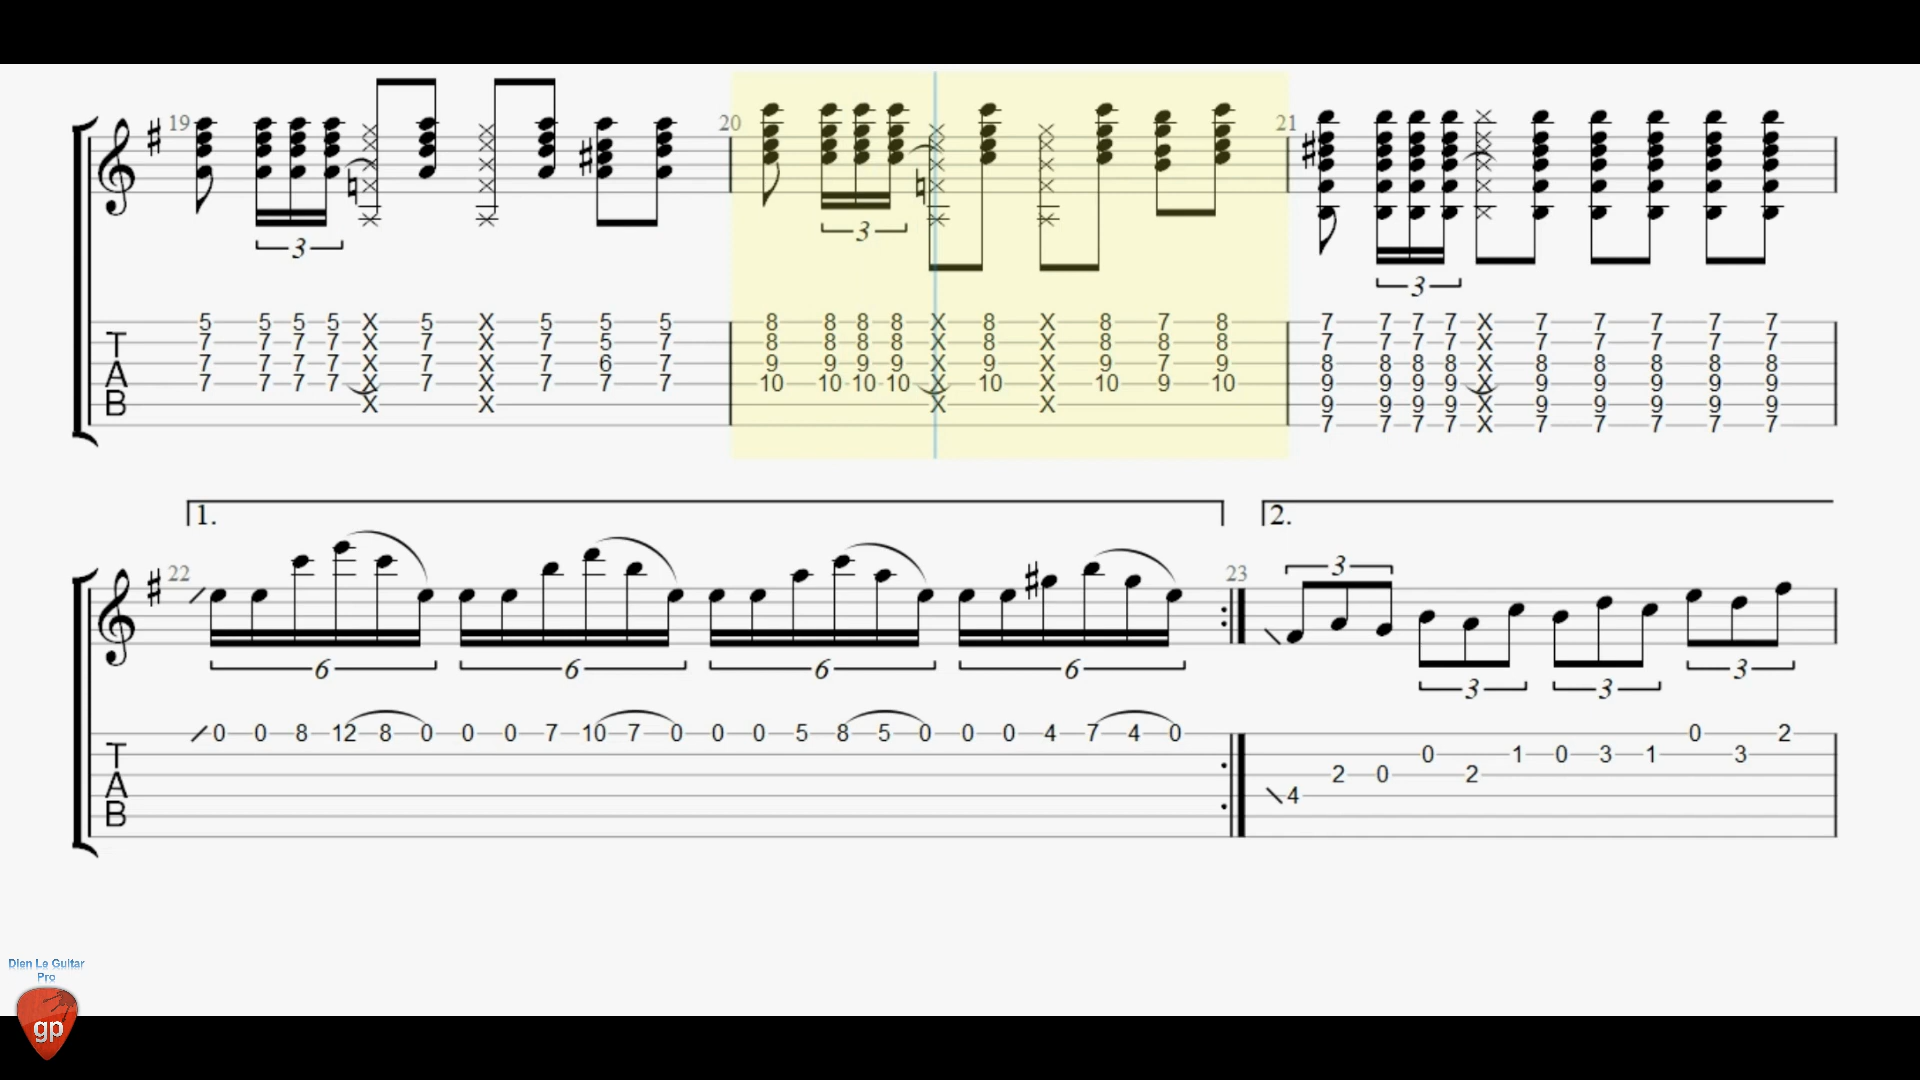 19 20 21
3 3 3
5 5 5 5 X 5 X 5 5 5 8 8 8 8 X 8 X 8 7 8 7 7 7 7 X 7 7 7 7 7
T 7 7 7 7 X 7 X 7 5 7 8 8 8 8 X 8 X 8 8 8 7 7 7 7 X 7 7 7 7 7
A 7 7 7 7 X 7 X 7 6 7 9 9 9 9 X 9 X 9 7 9 8 8 8 8 X 8 8 8 8 8
7 7 7 7 X 7 X 7 7 7 10 10 10 10 X 10 X 10 9 10 9 9 9 9 X 9 9 9 9 9
B X X X X 9 9 9 9 X 9 9 9 9 9
7 7 7 7 X 7 7 7 7 7
1. 2.
22 23
3
6 6 6 6 3 3 3
0 0 8 12 8 0 0 0 7 10 7 0 0 0 5 8 5 0 0 0 4 7 4 0 0 2
T 0 1 0 3 1 3
A 2 0 2
4
B
Dien Le Guitar
Pro
gp